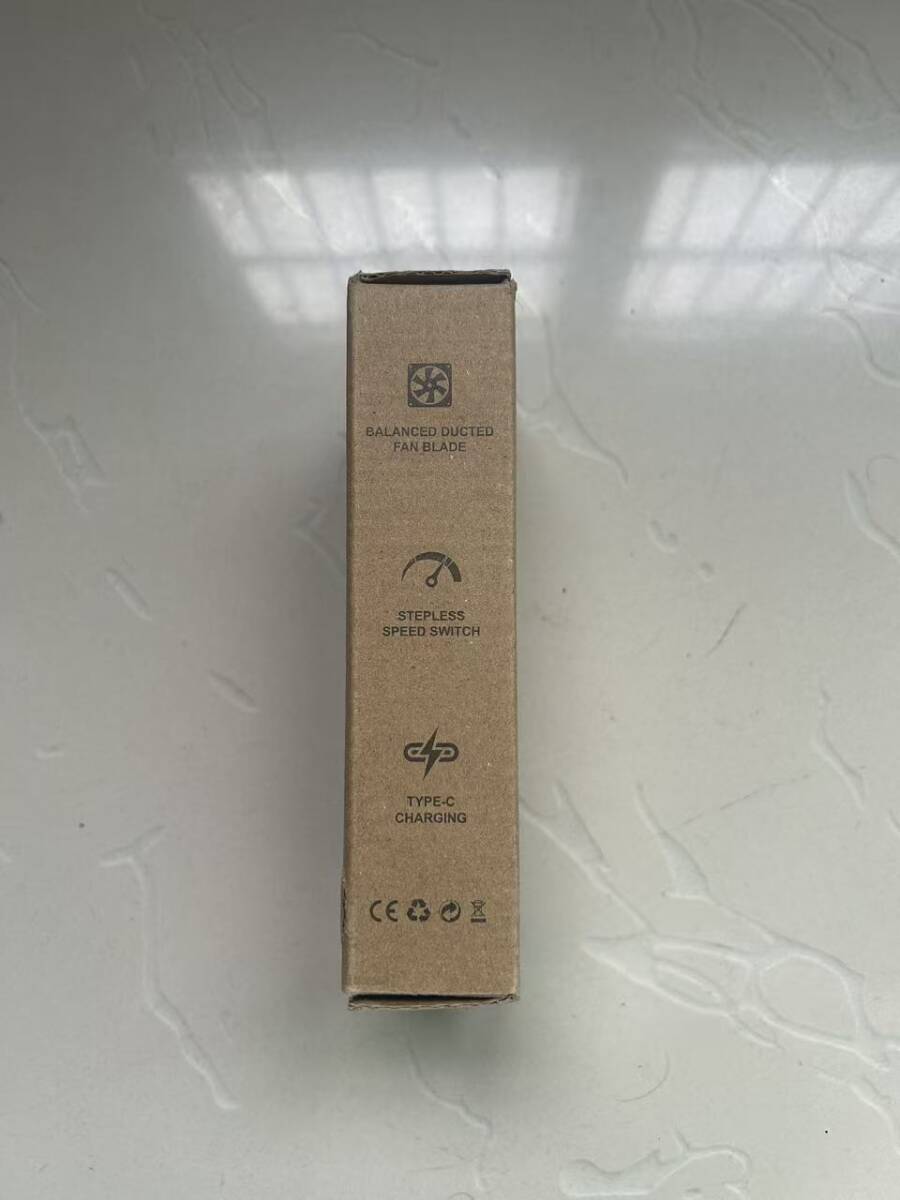 BALANCED DUCTED
FAN BLADE
STEPLESS
SPEED SWITCH
TYPE-C
CHARGING
CE